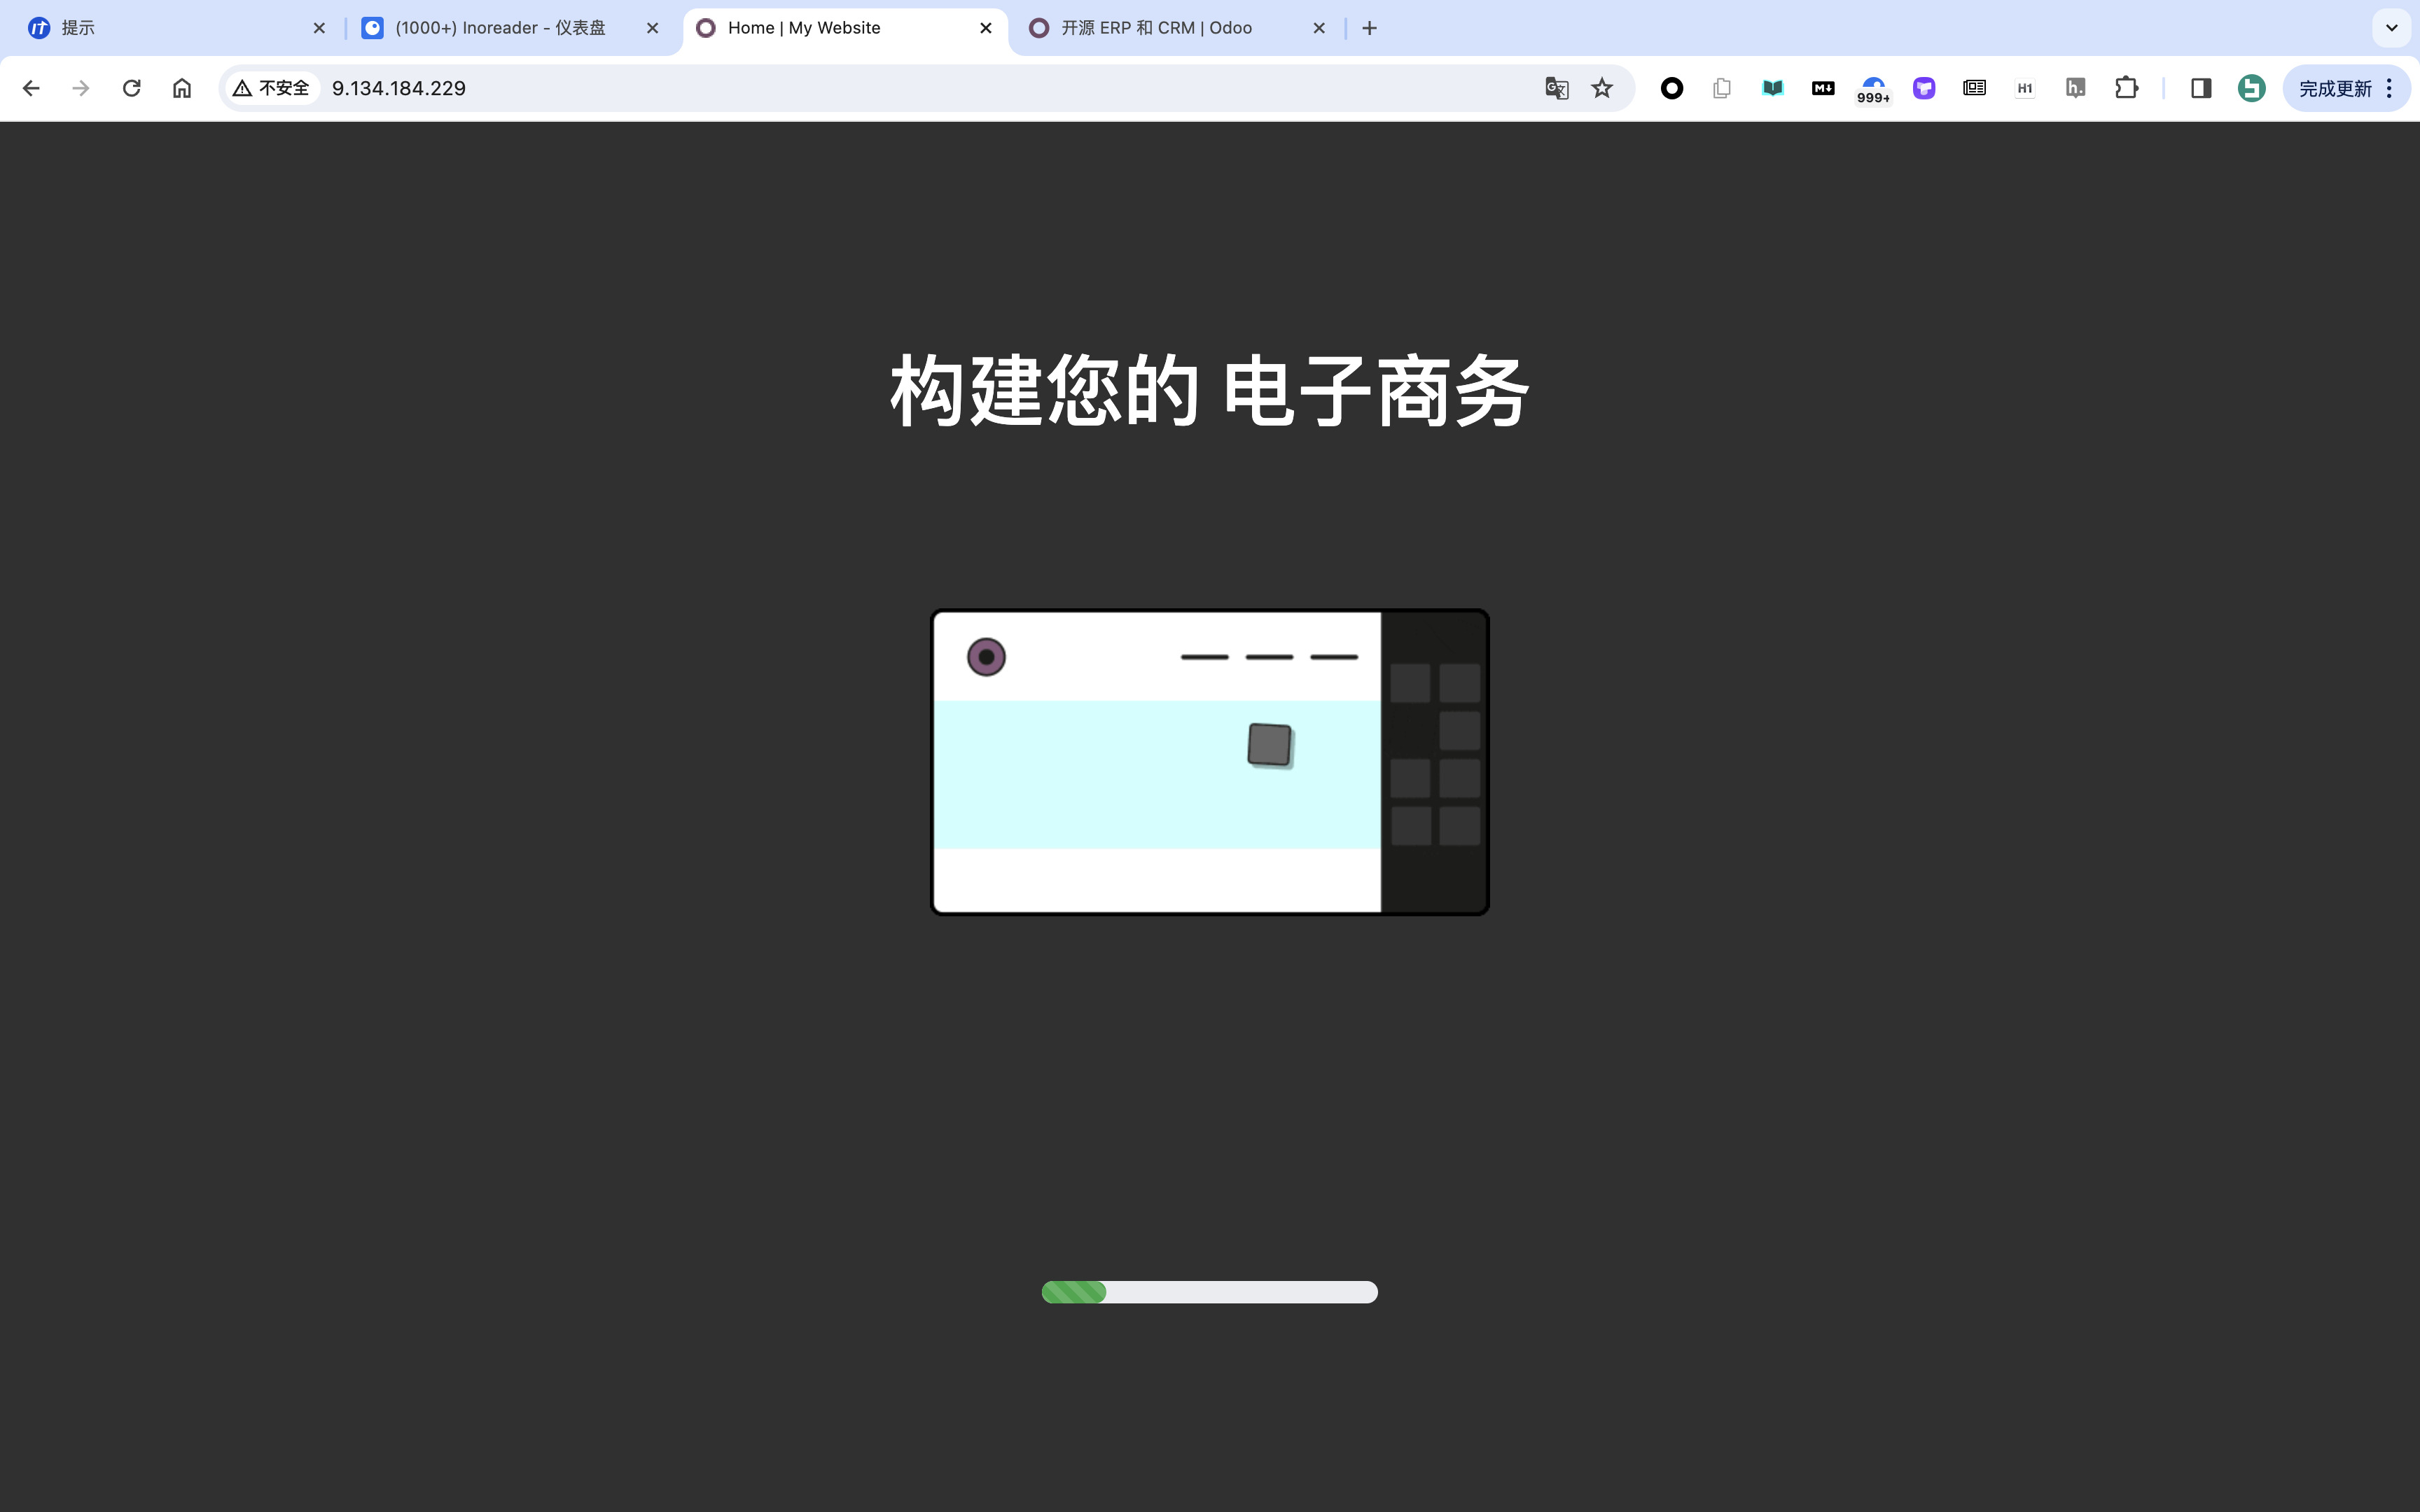 提示
(1000+) Inoreader - 仪表盘
Home | My Website
开源 ERP 和 CRM | Odoo
不安全
9.134.184.229
999+
H1
h.
完成更新
构建您的 电子商务